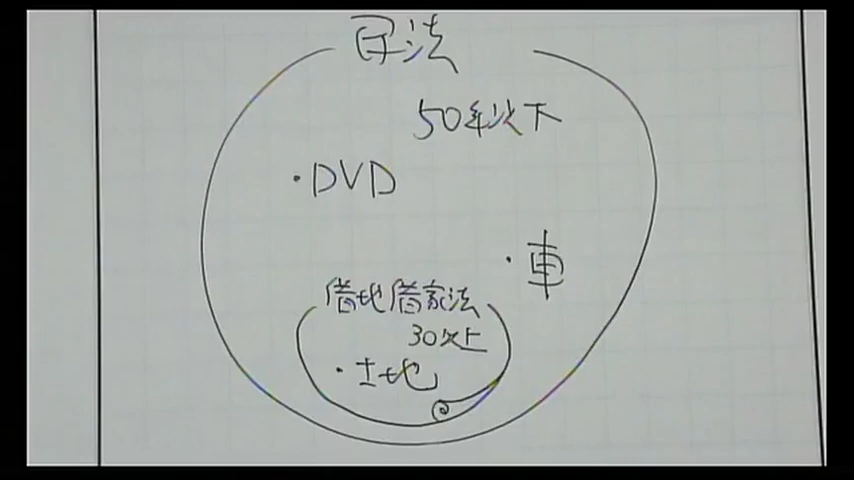 民法
50年以下
・DVD
・車
借地借家法
30以上
・土地